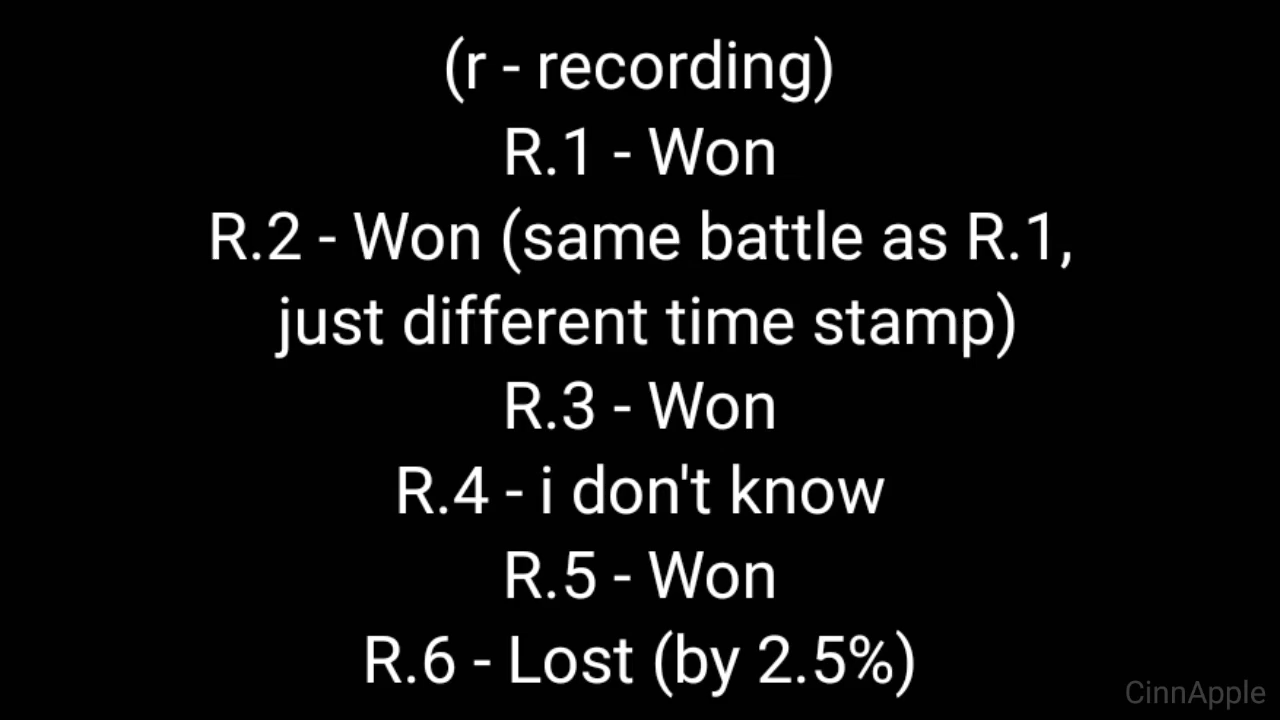 (r - recording)
R.1 - Won
R.2 - Won (same battle as R.1,
just different time stamp)
R.3 - Won
R.4 - i don't know
R.5 - Won
R.6 - Lost (by 2.5%)
CinnApple